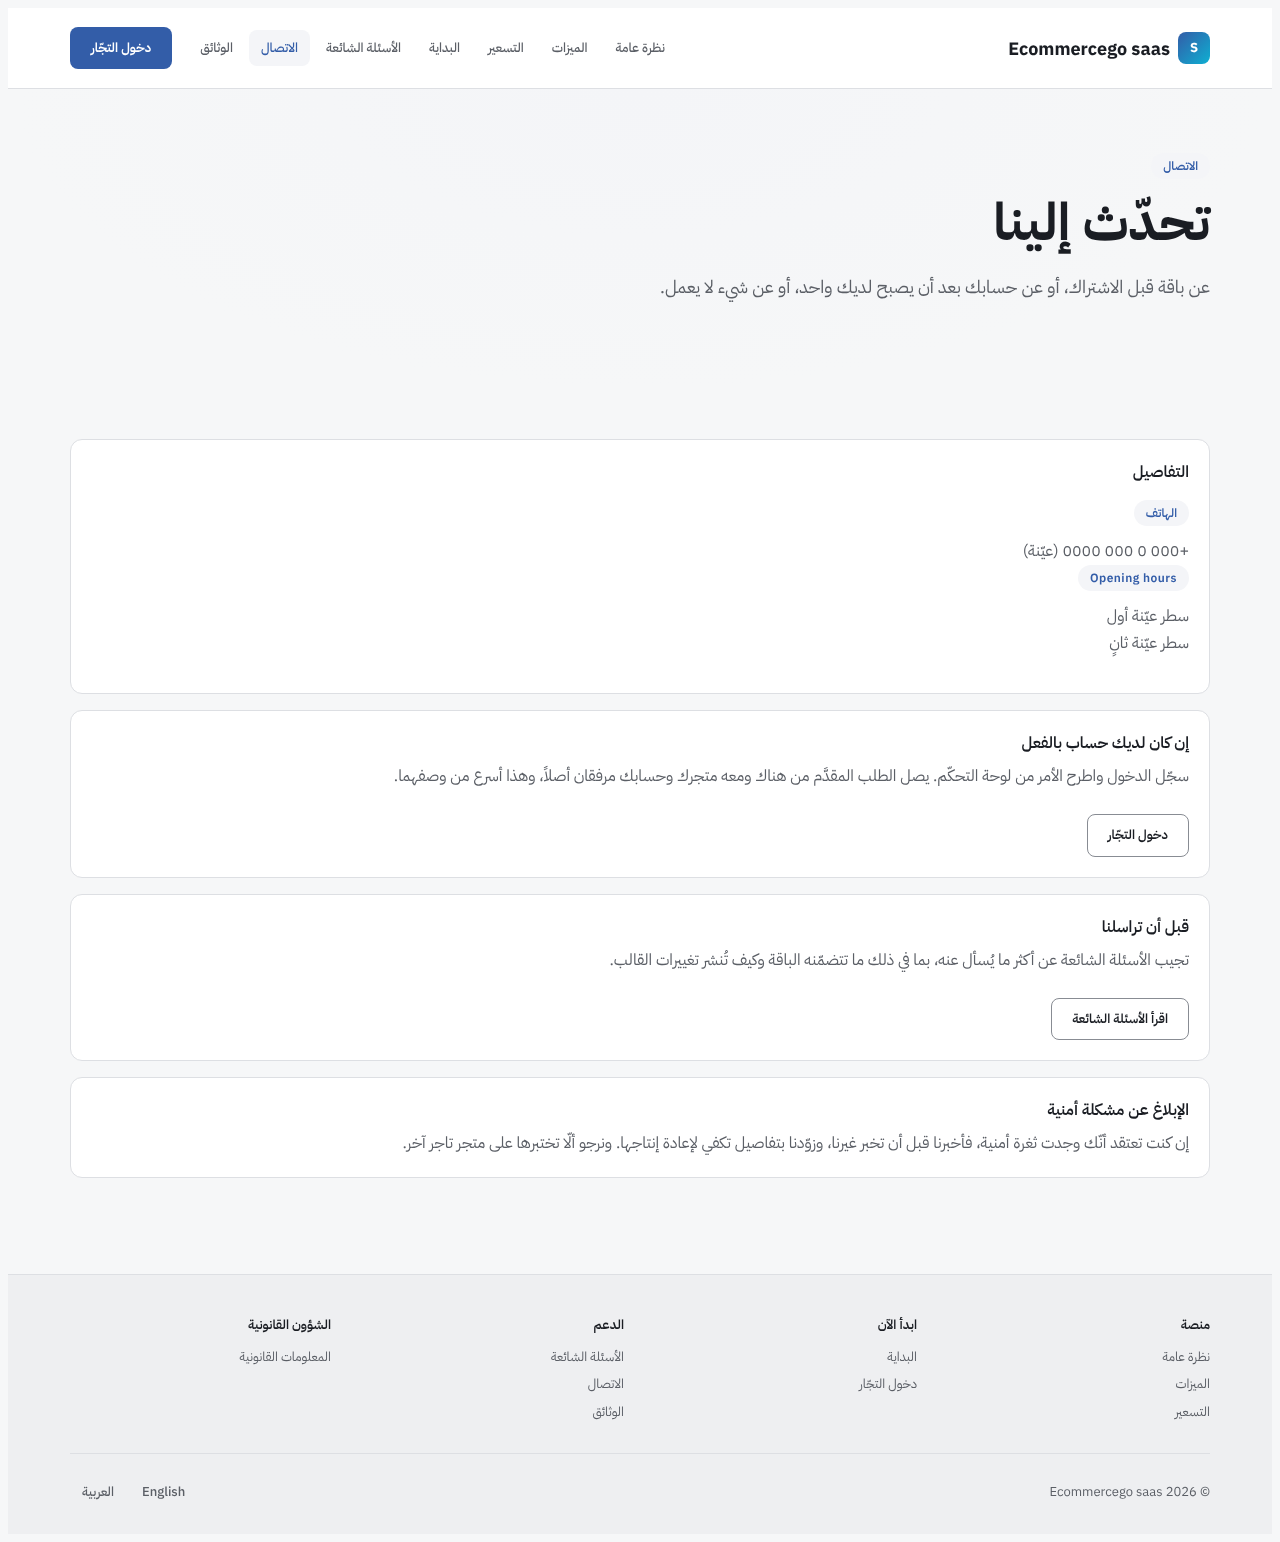 S
Ecommercego saas
نظرة عامة
الميزات
التسعير
البداية
الأسئلة الشائعة
الاتصال
الوثائق
دخول التجّار
الاتصال
تحدّث إلينا
عن باقة قبل الاشتراك، أو عن حسابك بعد أن يصبح لديك واحد، أو عن شيء لا يعمل.
التفاصيل
الهاتف
+000 0 000 0000 (عيّنة)
Opening hours
سطر عيّنة أول
سطر عيّنة ثانٍ
إن كان لديك حساب بالفعل
سجّل الدخول واطرح الأمر من لوحة التحكّم. يصل الطلب المقدَّم من هناك ومعه متجرك وحسابك مرفقان أصلاً، وهذا أسرع من وصفهما.
دخول التجّار
قبل أن تراسلنا
تجيب الأسئلة الشائعة عن أكثر ما يُسأل عنه، بما في ذلك ما تتضمّنه الباقة وكيف تُنشر تغييرات القالب.
اقرأ الأسئلة الشائعة
الإبلاغ عن مشكلة أمنية
إن كنت تعتقد أنّك وجدت ثغرة أمنية، فأخبرنا قبل أن تخبر غيرنا، وزوّدنا بتفاصيل تكفي لإعادة إنتاجها. ونرجو ألّا تختبرها على متجر تاجر آخر.
منصة
نظرة عامة
الميزات
التسعير
ابدأ الآن
البداية
دخول التجّار
الدعم
الأسئلة الشائعة
الاتصال
الوثائق
الشؤون القانونية
المعلومات القانونية
© 2026 Ecommercego saas
English
العربية